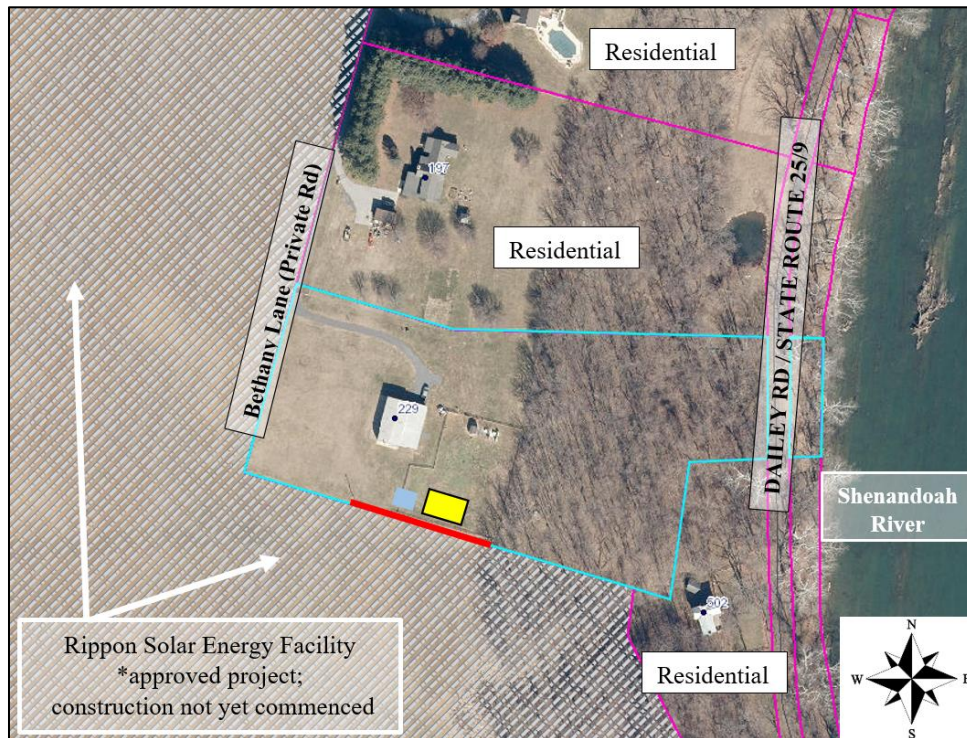 Residential
197
Bethany Lane (Private Rd)
Residential
DAILEY RD / STATE ROUTE 25/9
229
Shenandoah
River
502
Rippon Solar Energy Facility
*approved project;
construction not yet commenced
Residential
N
W
E
S